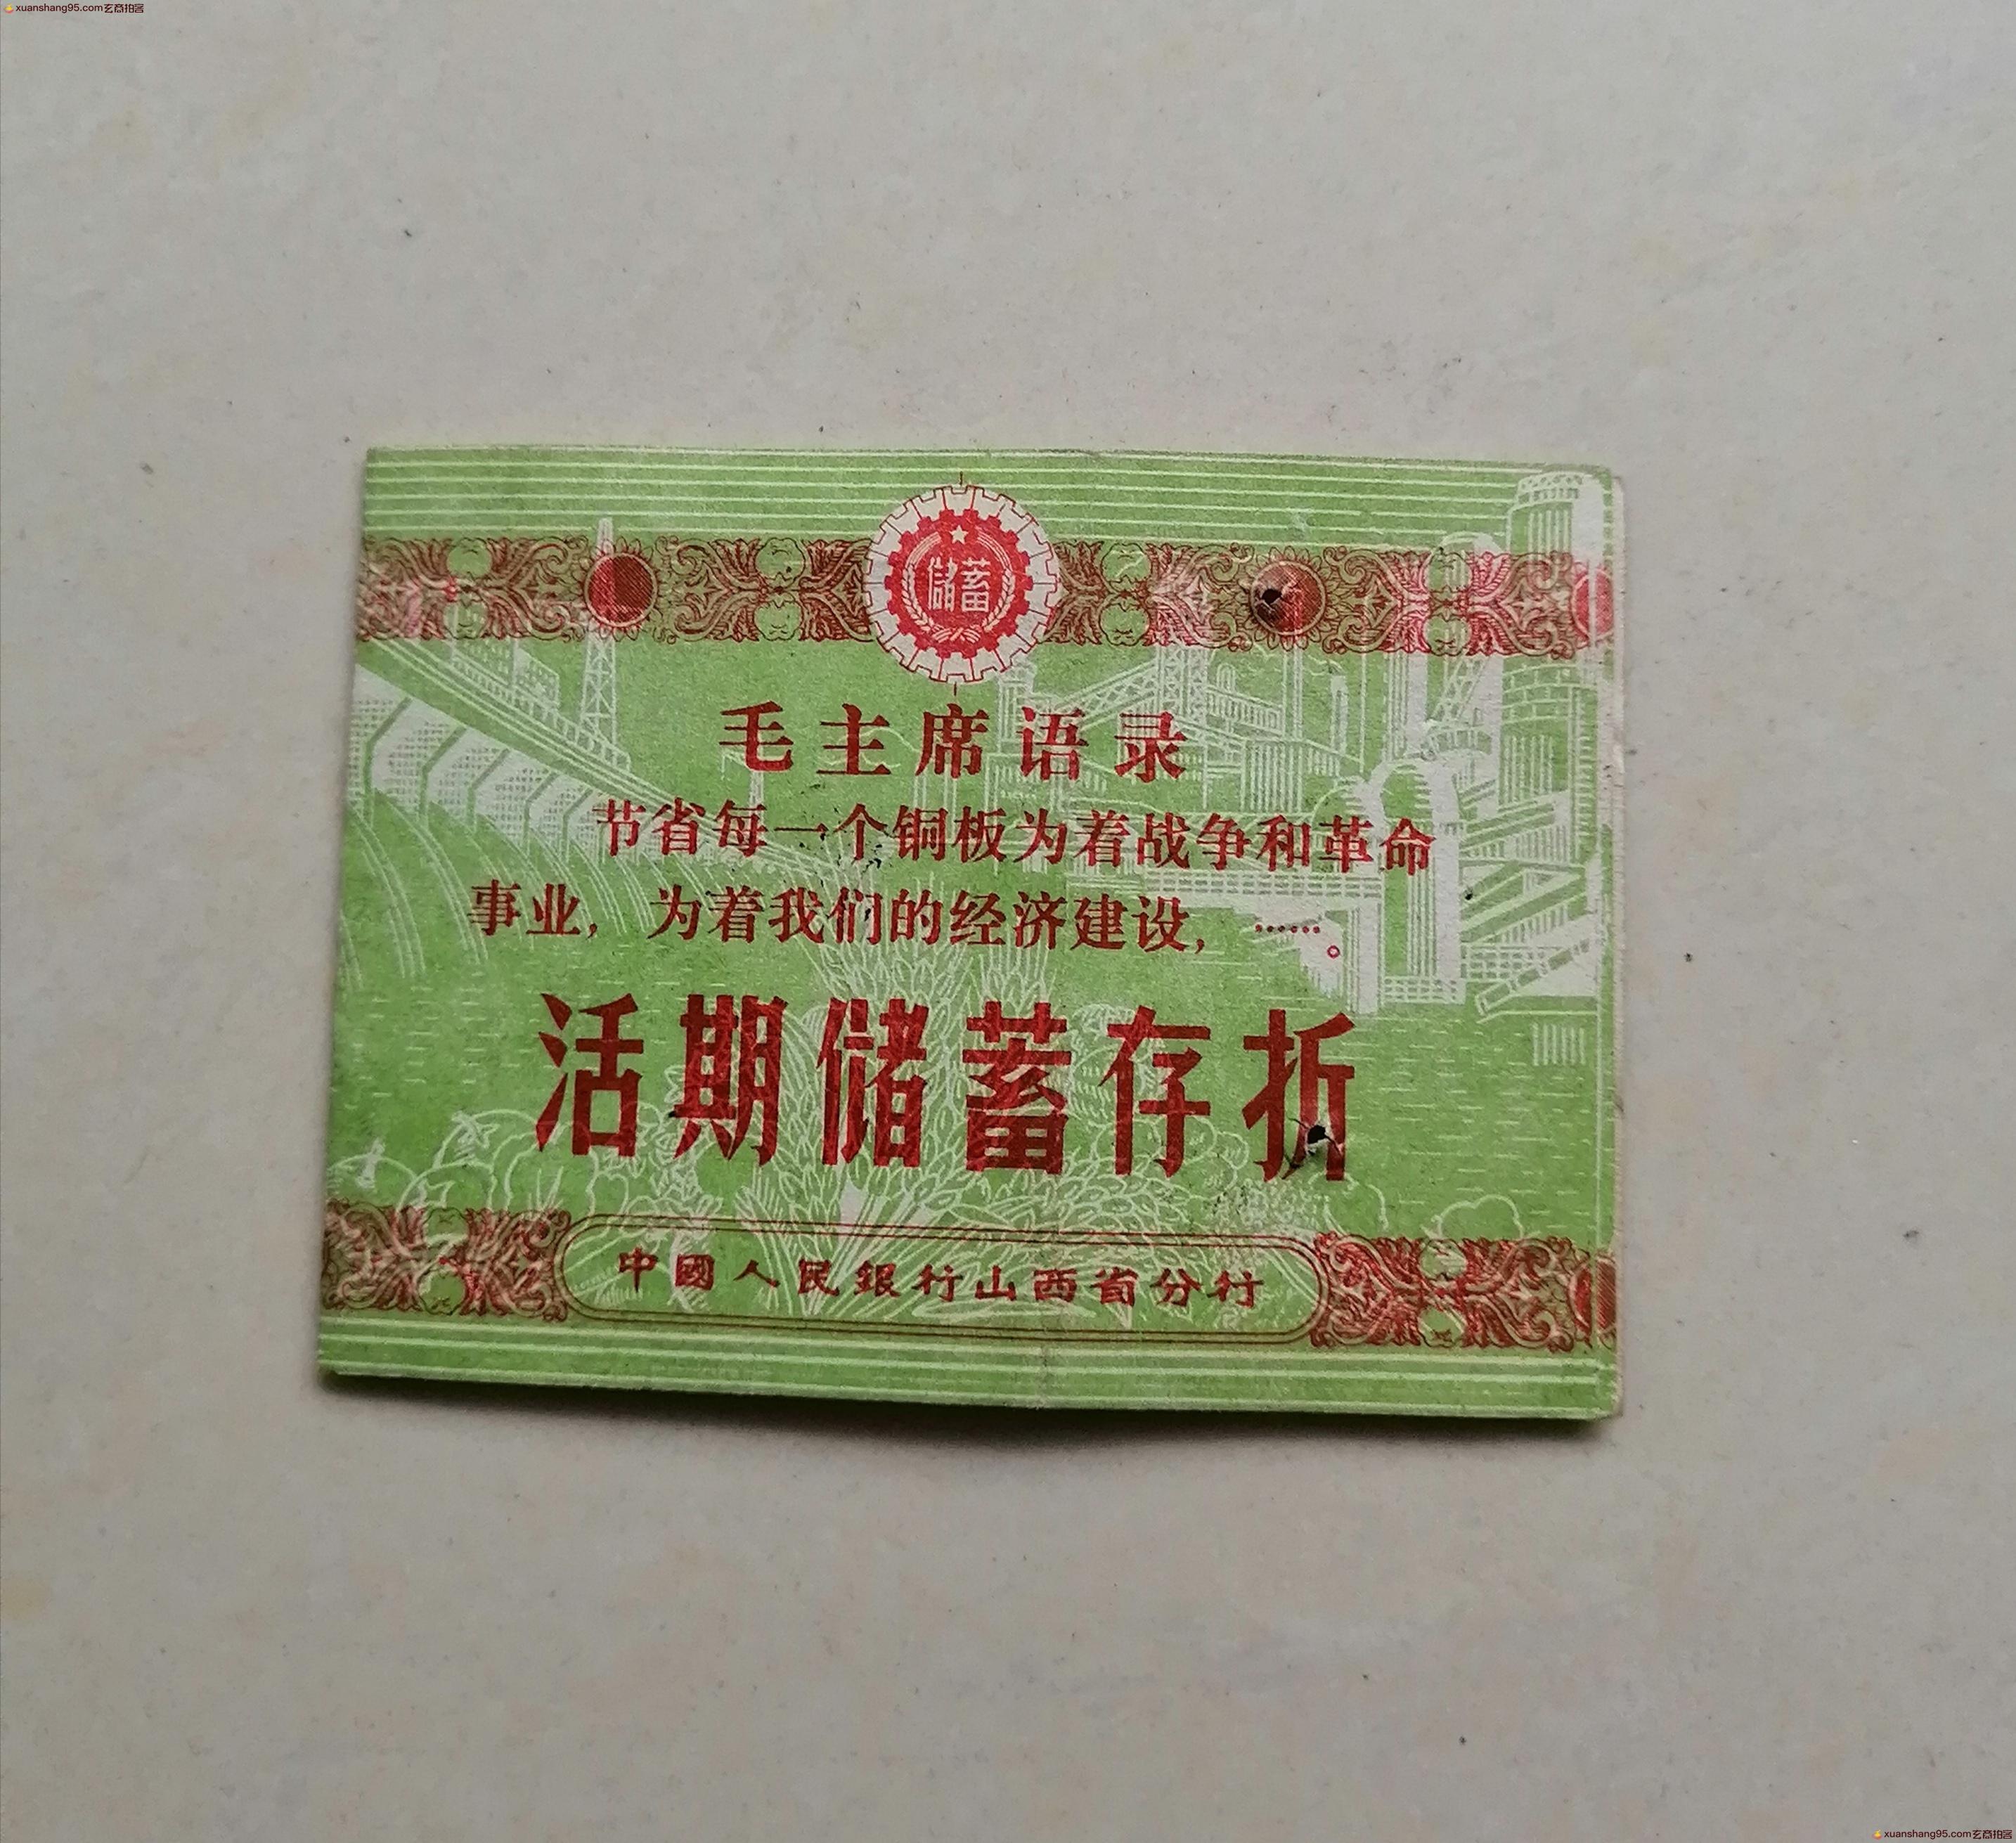 xuanshang95.com玄商拍客
儲蓄
毛主席语录
节省每一个铜板为着战争和革命
事业，为着我们的经济建设，……。
活期储蓄存折
中國人民銀行山西省分行
xuanshang95.com玄商拍客